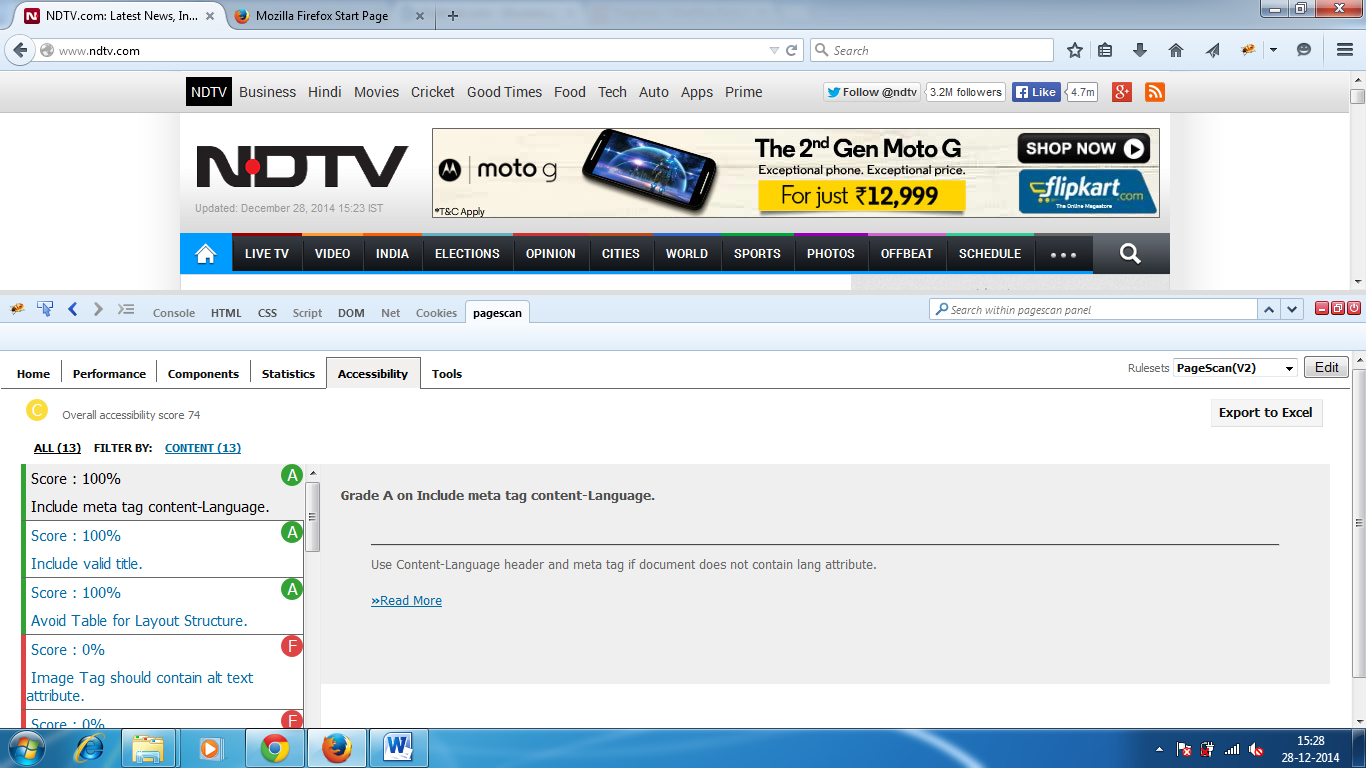 NDTV.com: Latest News, In...
Mozilla Firefox Start Page
www.ndtv.com
Search
NDTV Business Hindi Movies Cricket Good Times Food Tech Auto Apps Prime
Follow @ndtv 3.2M followers Like 4.7m
NDTV
Updated: December 28, 2014 15:23 IST
moto g
*T&C Apply
The 2nd Gen Moto G
Exceptional phone. Exceptional price.
For just ₹12,999
SHOP NOW
flipkart.com
The Online Megastore
LIVE TV VIDEO INDIA ELECTIONS OPINION CITIES WORLD SPORTS PHOTOS OFFBEAT SCHEDULE
Console HTML CSS Script DOM Net Cookies pagescan
Search within pagescan panel
Home Performance Components Statistics Accessibility Tools
Rulesets PageScan(V2) Edit
C Overall accessibility score 74
Export to Excel
ALL (13) FILTER BY: CONTENT (13)
Score : 100% A
Include meta tag content-Language.
Score : 100% A
Include valid title.
Score : 100% A
Avoid Table for Layout Structure.
Score : 0% F
Image Tag should contain alt text
attribute.
Score : 0% F
Grade A on Include meta tag content-Language.
Use Content-Language header and meta tag if document does not contain lang attribute.
»Read More
15:28
28-12-2014